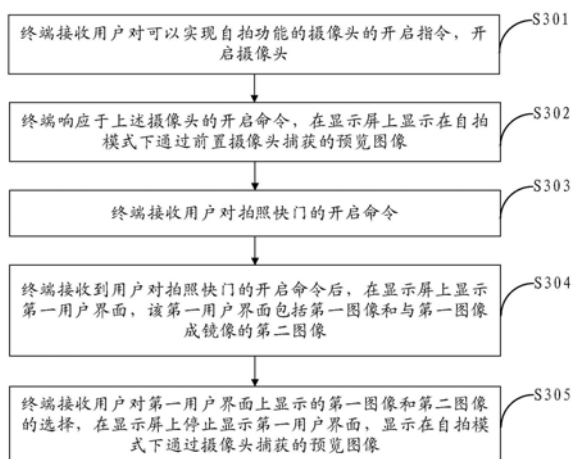 终端接收用户对可以实现自拍功能的摄像头的开启指令，开
启摄像头
S301
终端响应于上述摄像头的开启命令，在显示屏上显示在自拍
模式下通过前置摄像头捕获的预览图像
S302
终端接收用户对拍照快门的开启命令
S303
终端接收到用户对拍照快门的开启命令后，在显示屏上显示
第一用户界面，该第一用户界面包括第一图像和与第一图像
成镜像的第二图像
S304
终端接收用户对第一用户界面上显示的第一图像和第二图像
的选择，在显示屏上停止显示第一用户界面，显示在自拍模
式下通过摄像头捕获的预览图像
S305